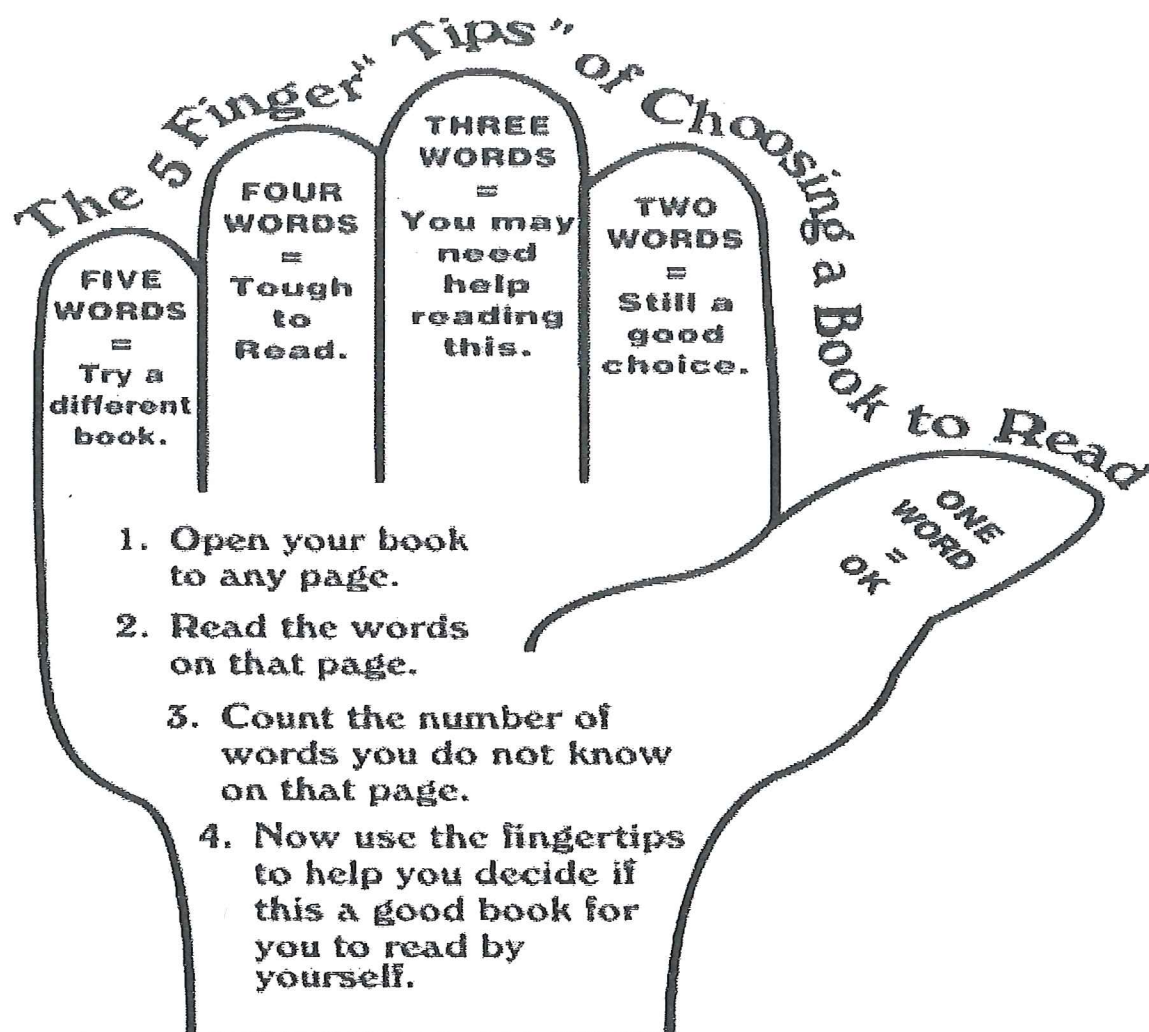 The 5 Finger" Tips" of Choosing a Book to Read
FIVE
WORDS
=
Try a
different
book.
FOUR
WORDS
=
Tough
to
Read.
THREE
WORDS
=
You may
need
help
reading
this.
TWO
WORDS
=
Still a
good
choice.
ONE
WORD
=
OK
1. Open your book
to any page.
2. Read the words
on that page.
3. Count the number of
words you do not know
on that page.
4. Now use the fingertips
to help you decide if
this a good book for
you to read by
yourself.